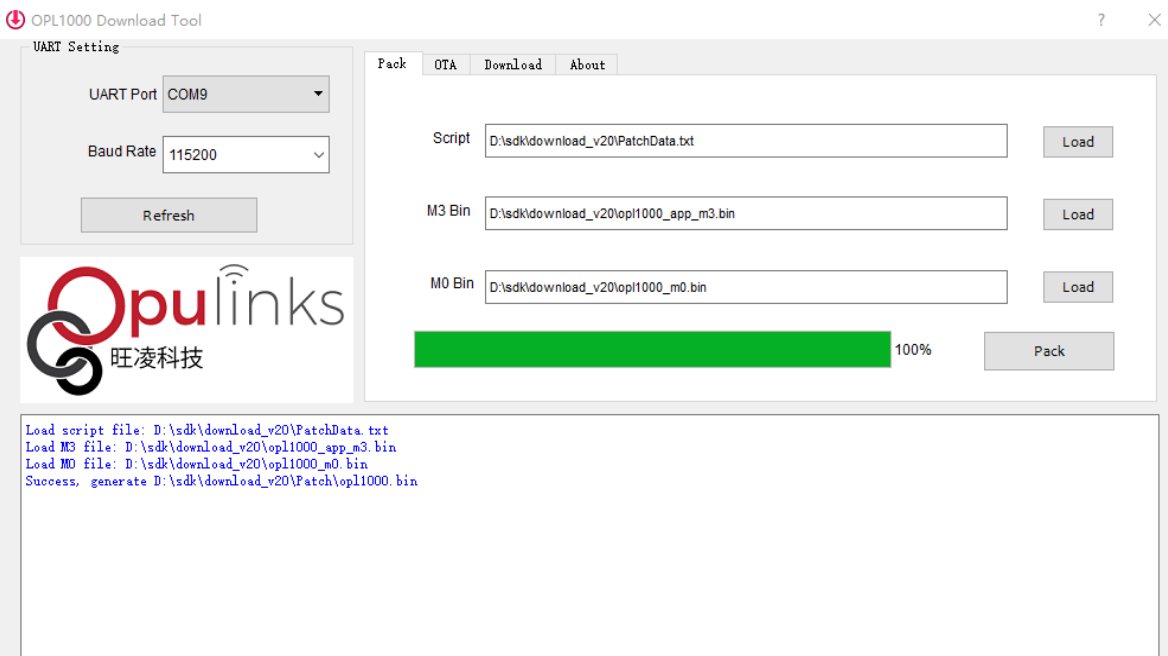 OPL1000 Download Tool
?
UART Setting
UART Port
COM9
Baud Rate
115200
Refresh
Opulinks
旺凌科技
Pack
OTA
Download
About
Script
D:\sdk\download_v20\PatchData.txt
Load
M3 Bin
D:\sdk\download_v20\opl1000_app_m3.bin
Load
M0 Bin
D:\sdk\download_v20\opl1000_m0.bin
Load
100%
Pack
Load script file: D:\sdk\download_v20\PatchData.txt
Load M3 file: D:\sdk\download_v20\opl1000_app_m3.bin
Load M0 file: D:\sdk\download_v20\opl1000_m0.bin
Success, generate D:\sdk\download_v20\Patch\opl1000.bin